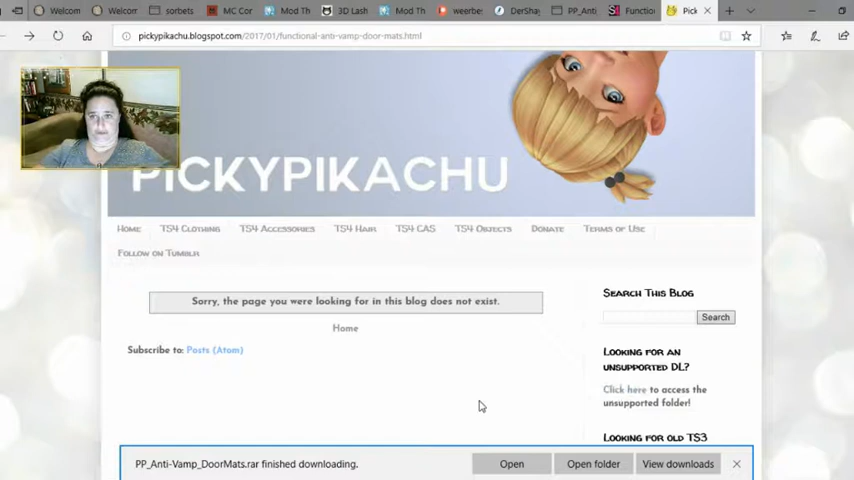 Welcom
Welcom
sorbets
MC Cor
Mod Th
3D Lash
Mod Th
weerbe
DerSha
PP_Anti
Functio
Pick
pickypikachu.blogspot.com/2017/01/functional-anti-vamp-door-mats.html
PICKYPIKACHU
Home TS4 Clothing TS4 Accessories TS4 Hair TS4 CAS TS4 Objects Donate Terms of Use
Follow on Tumblr
Sorry, the page you were looking for in this blog does not exist.
Home
Subscribe to: Posts (Atom)
Search This Blog
Search
Looking for an
unsupported DL?
Click here to access the
unsupported folder!
Looking for old TS3
PP_Anti-Vamp_DoorMats.rar finished downloading.
Open
Open folder
View downloads